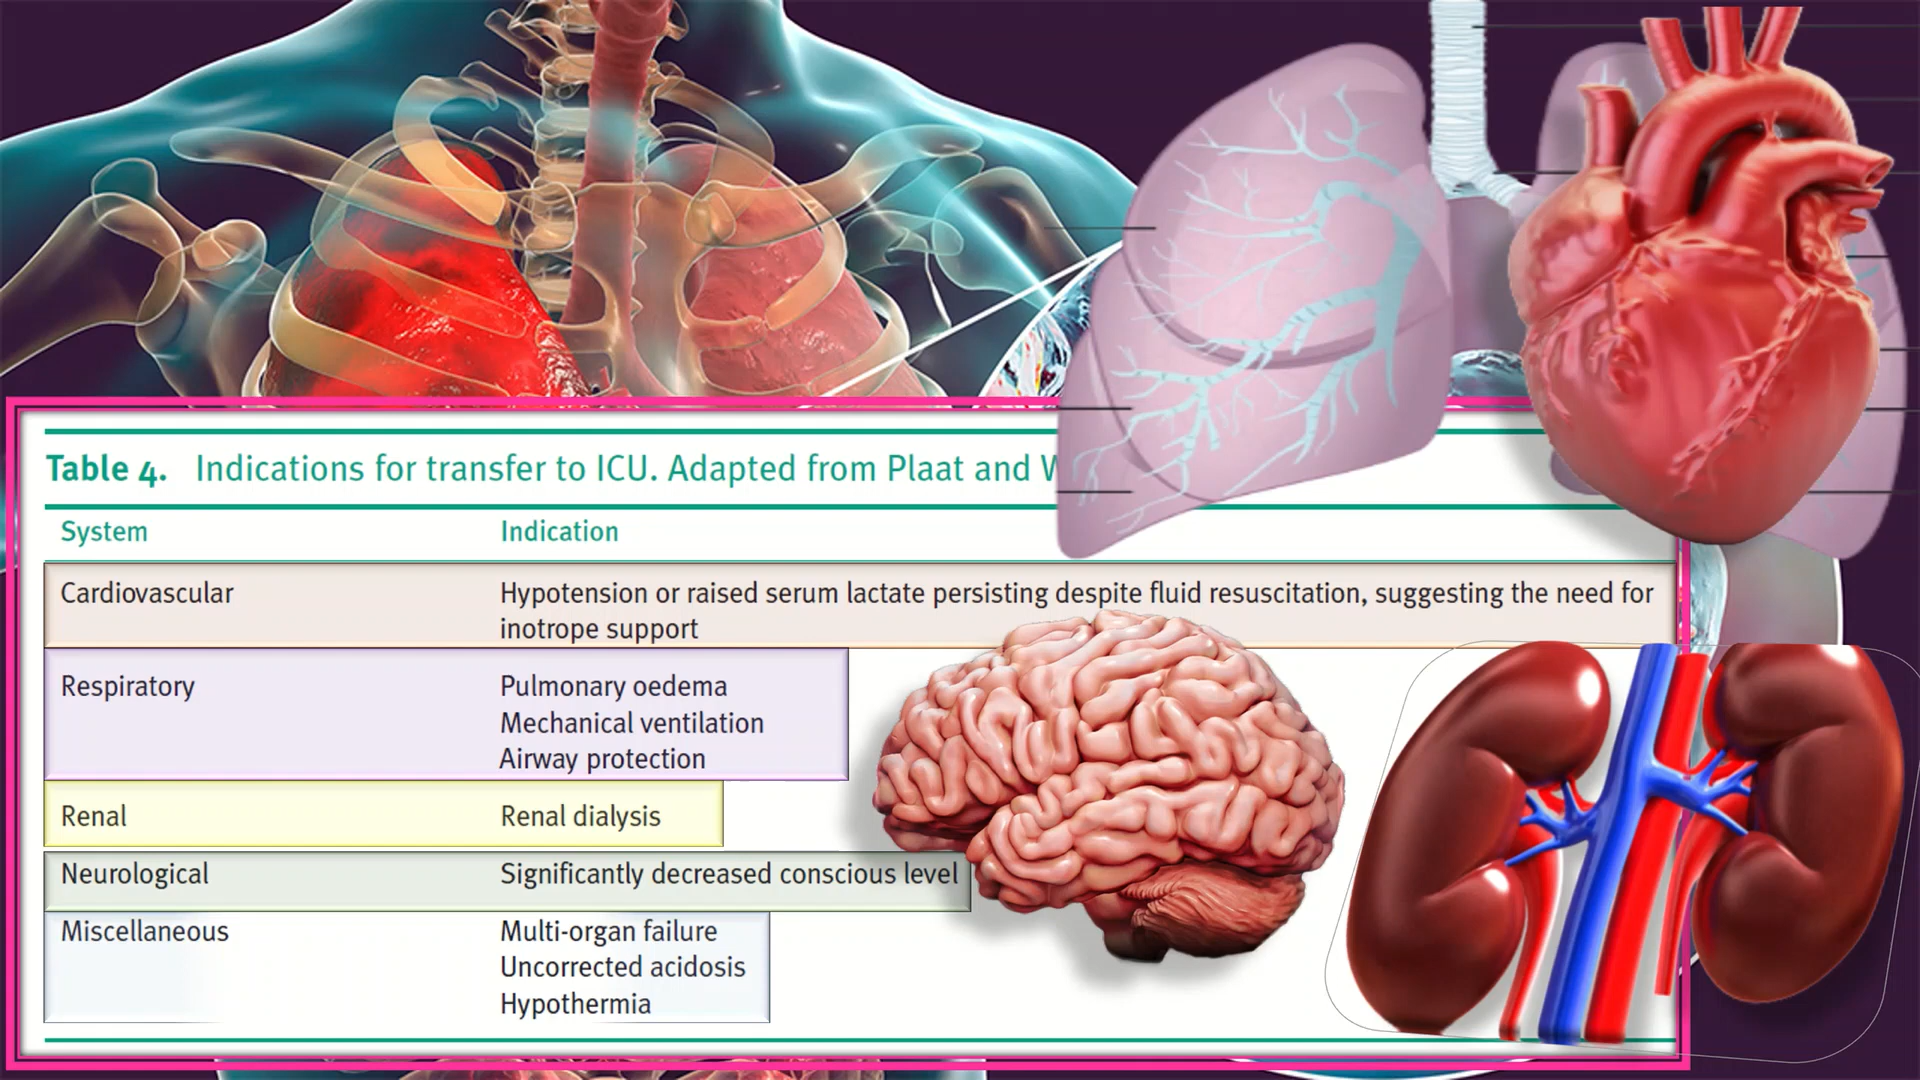 Table 4. Indications for transfer to ICU. Adapted from Plaat and
System Indication
Cardiovascular Hypotension or raised serum lactate persisting despite fluid resuscitation, suggesting the need for
inotrope support
Respiratory Pulmonary oedema
Mechanical ventilation
Airway protection
Renal Renal dialysis
Neurological Significantly decreased conscious level
Miscellaneous Multi-organ failure
Uncorrected acidosis
Hypothermia